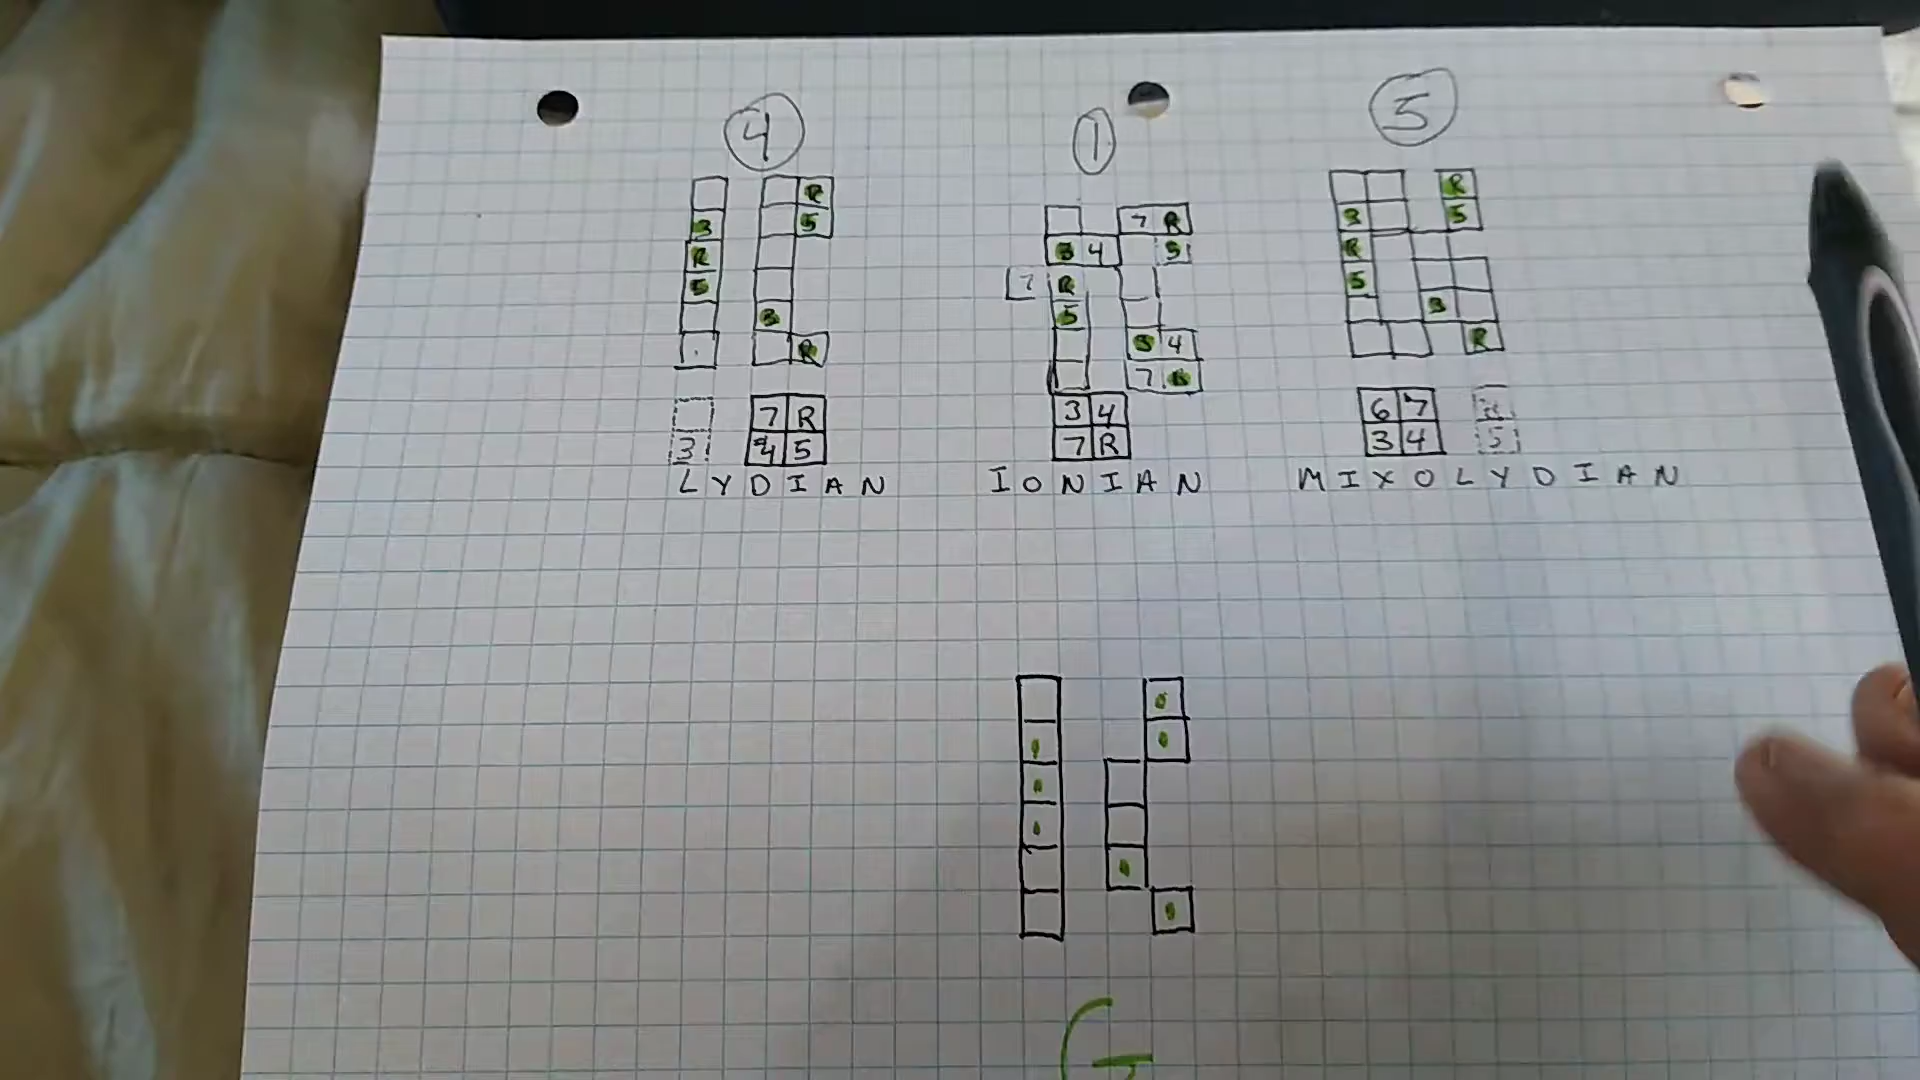 4 1 5
R R
3 5 7 R 3 5
R 3 4 5 R
5 7 R 5
3 5 3
R 3 4 R
7
7 R 3 4 6 7
3 4 5 7 R 3 4 5
LYDIAN IONIAN MIXOLYDIAN
G